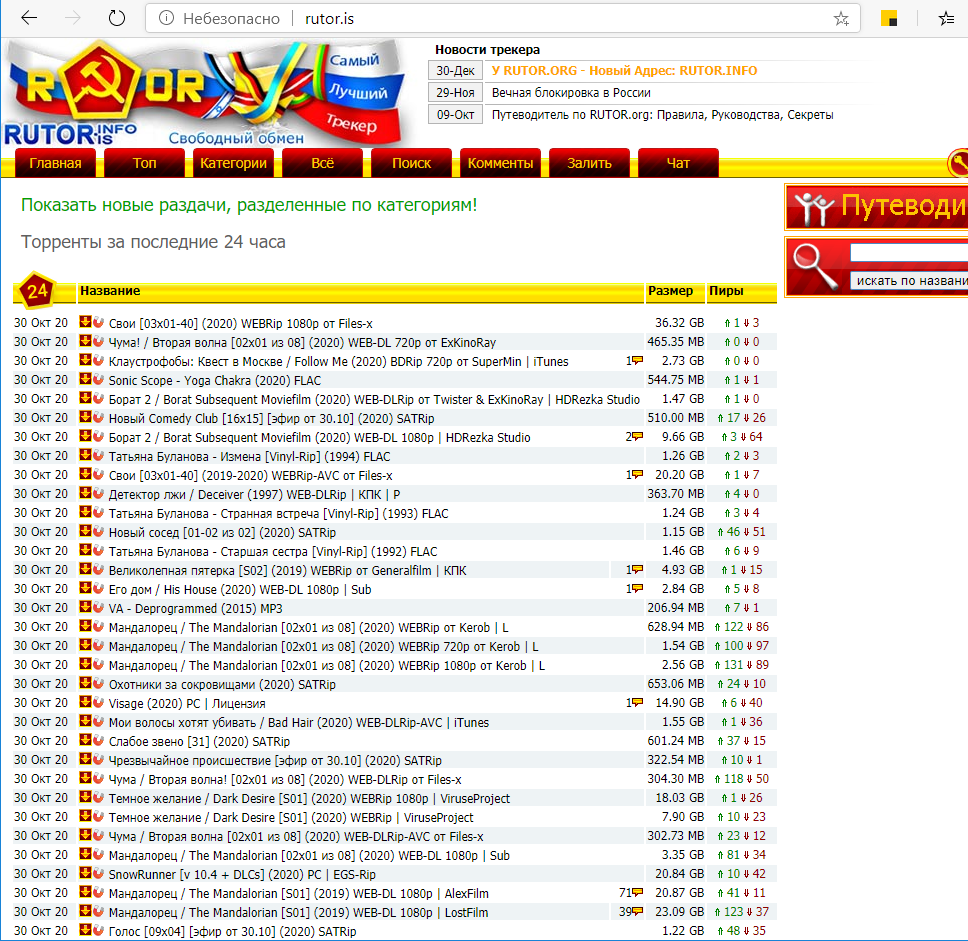 Небезопасно | rutor.is
RUTOR
Самый
Лучший
Трекер
RUTOR.INFO
.is
Свободный обмен
Новости трекера
30-Дек У RUTOR.ORG - Новый Адрес: RUTOR.INFO
29-Ноя Вечная блокировка в России
09-Окт Путеводитель по RUTOR.org: Правила, Руководства, Секреты
Главная Топ Категории Всё Поиск Комменты Залить Чат
Показать новые раздачи, разделенные по категориям!
Путеводи
Торренты за последние 24 часа
искать по названи
24 Название Размер Пиры
30 Окт 20 Свои [03x01-40] (2020) WEBRip 1080p от Files-x 36.32 GB 1 3
30 Окт 20 Чума! / Вторая волна [02x01 из 08] (2020) WEB-DL 720p от ExKinoRay 465.35 MB 0 0
30 Окт 20 Клаустрофобы: Квест в Москве / Follow Me (2020) BDRip 720p от SuperMin | iTunes 1 2.73 GB 0 0
30 Окт 20 Sonic Scope - Yoga Chakra (2020) FLAC 544.75 MB 1 1
30 Окт 20 Борат 2 / Borat Subsequent Moviefilm (2020) WEB-DLRip от Twister & ExKinoRay | HDRezka Studio 1.47 GB 1 0
30 Окт 20 Новый Comedy Club [16x15] [эфир от 30.10] (2020) SATRip 510.00 MB 17 26
30 Окт 20 Борат 2 / Borat Subsequent Moviefilm (2020) WEB-DL 1080p | HDRezka Studio 2 9.66 GB 3 64
30 Окт 20 Татьяна Буланова - Измена [Vinyl-Rip] (1994) FLAC 1.26 GB 2 3
30 Окт 20 Свои [03x01-40] (2019-2020) WEBRip-AVC от Files-x 1 20.20 GB 1 7
30 Окт 20 Детектор лжи / Deceiver (1997) WEB-DLRip | КПК | P 363.70 MB 4 0
30 Окт 20 Татьяна Буланова - Странная встреча [Vinyl-Rip] (1993) FLAC 1.24 GB 3 4
30 Окт 20 Новый сосед [01-02 из 02] (2020) SATRip 1.15 GB 46 51
30 Окт 20 Татьяна Буланова - Старшая сестра [Vinyl-Rip] (1992) FLAC 1.46 GB 6 9
30 Окт 20 Великолепная пятерка [S02] (2019) WEBRip от Generalfilm | КПК 1 4.93 GB 1 15
30 Окт 20 Его дом / His House (2020) WEB-DL 1080p | Sub 1 2.84 GB 5 8
30 Окт 20 VA - Deprogrammed (2015) MP3 206.94 MB 7 1
30 Окт 20 Мандалорец / The Mandalorian [02x01 из 08] (2020) WEBRip от Kerob | L 628.94 MB 122 86
30 Окт 20 Мандалорец / The Mandalorian [02x01 из 08] (2020) WEBRip 720p от Kerob | L 1.54 GB 100 97
30 Окт 20 Мандалорец / The Mandalorian [02x01 из 08] (2020) WEBRip 1080p от Kerob | L 2.56 GB 131 89
30 Окт 20 Охотники за сокровищами (2020) SATRip 653.06 MB 24 10
30 Окт 20 Visage (2020) PC | Лицензия 1 14.90 GB 6 40
30 Окт 20 Мои волосы хотят убивать / Bad Hair (2020) WEB-DLRip-AVC | iTunes 1.55 GB 1 36
30 Окт 20 Слабое звено [31] (2020) SATRip 601.24 MB 37 15
30 Окт 20 Чрезвычайное происшествие [эфир от 30.10] (2020) SATRip 322.54 MB 10 1
30 Окт 20 Чума / Вторая волна! [02x01 из 08] (2020) WEB-DLRip от Files-x 304.30 MB 118 50
30 Окт 20 Темное желание / Dark Desire [S01] (2020) WEBRip 1080p | ViruseProject 18.03 GB 1 26
30 Окт 20 Темное желание / Dark Desire [S01] (2020) WEBRip | ViruseProject 7.90 GB 10 23
30 Окт 20 Чума / Вторая волна [02x01 из 08] (2020) WEB-DLRip-AVC от Files-x 302.73 MB 23 12
30 Окт 20 Мандалорец / The Mandalorian [02x01 из 08] (2020) WEB-DL 1080p | Sub 3.35 GB 81 34
30 Окт 20 SnowRunner [v 10.4 + DLCs] (2020) PC | EGS-Rip 20.84 GB 10 42
30 Окт 20 Мандалорец / The Mandalorian [S01] (2019) WEB-DL 1080p | AlexFilm 71 20.87 GB 41 11
30 Окт 20 Мандалорец / The Mandalorian [S01] (2019) WEB-DL 1080p | LostFilm 39 23.09 GB 123 37
30 Окт 20 Голос [09x04] [эфир от 30.10] (2020) SATRip 1.22 GB 48 35